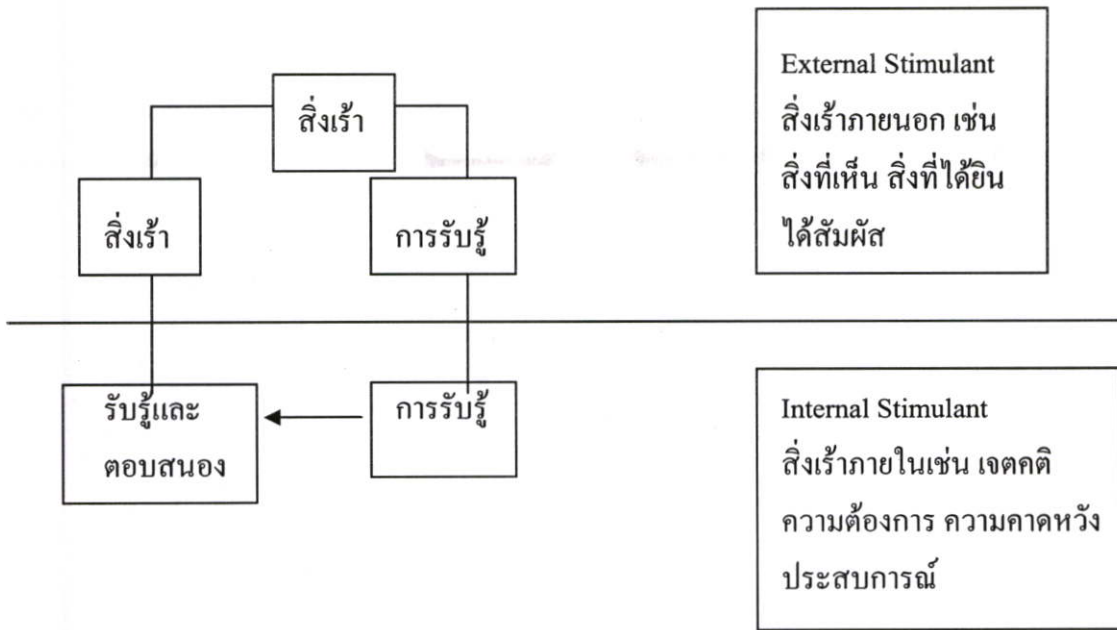 สิ่งเร้า
สิ่งเร้า
การรับรู้
External Stimulant
สิ่งเร้าภายนอก เช่น
สิ่งที่เห็น สิ่งที่ได้ยิน
ได้สัมผัส
รับรู้และ
ตอบสนอง
การรับรู้
Internal Stimulant
สิ่งเร้าภายในเช่น เจตคติ
ความต้องการ ความคาดหวัง
ประสบการณ์